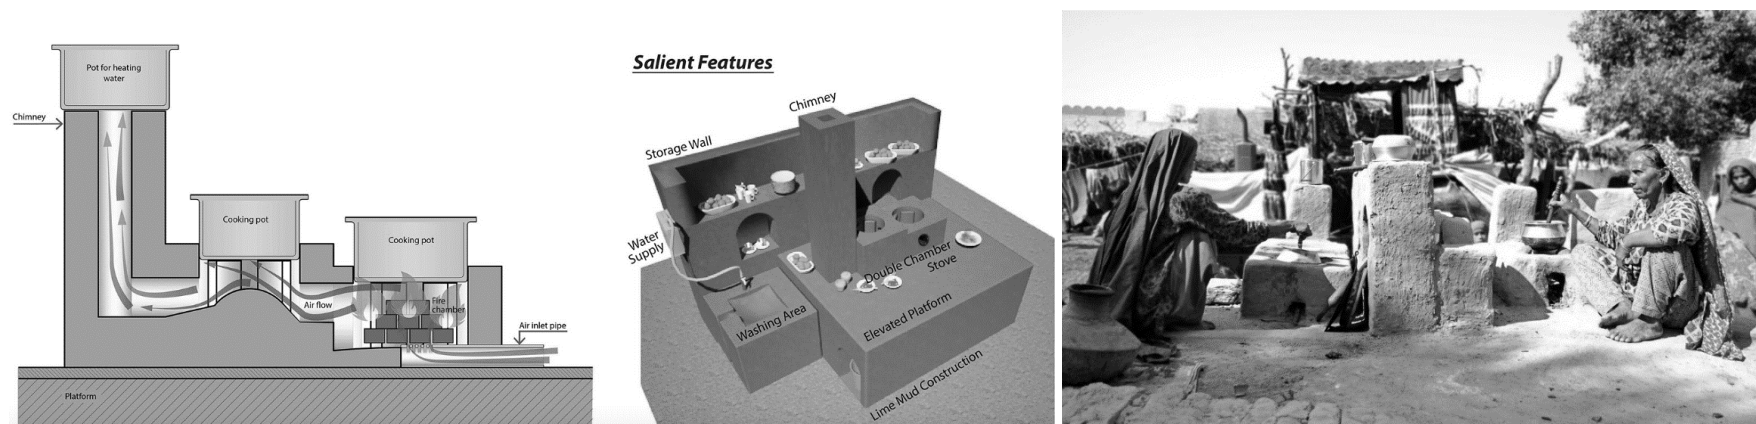 Pot for heating
water
Chimney
Cooking pot
Cooking pot
Air flow
Fire
chamber
Air inlet pipe
Platform
Salient Features
Chimney
Storage Wall
Water
Supply
Double Chamber
Stove
Washing Area
Elevated Platform
Lime Mud Construction